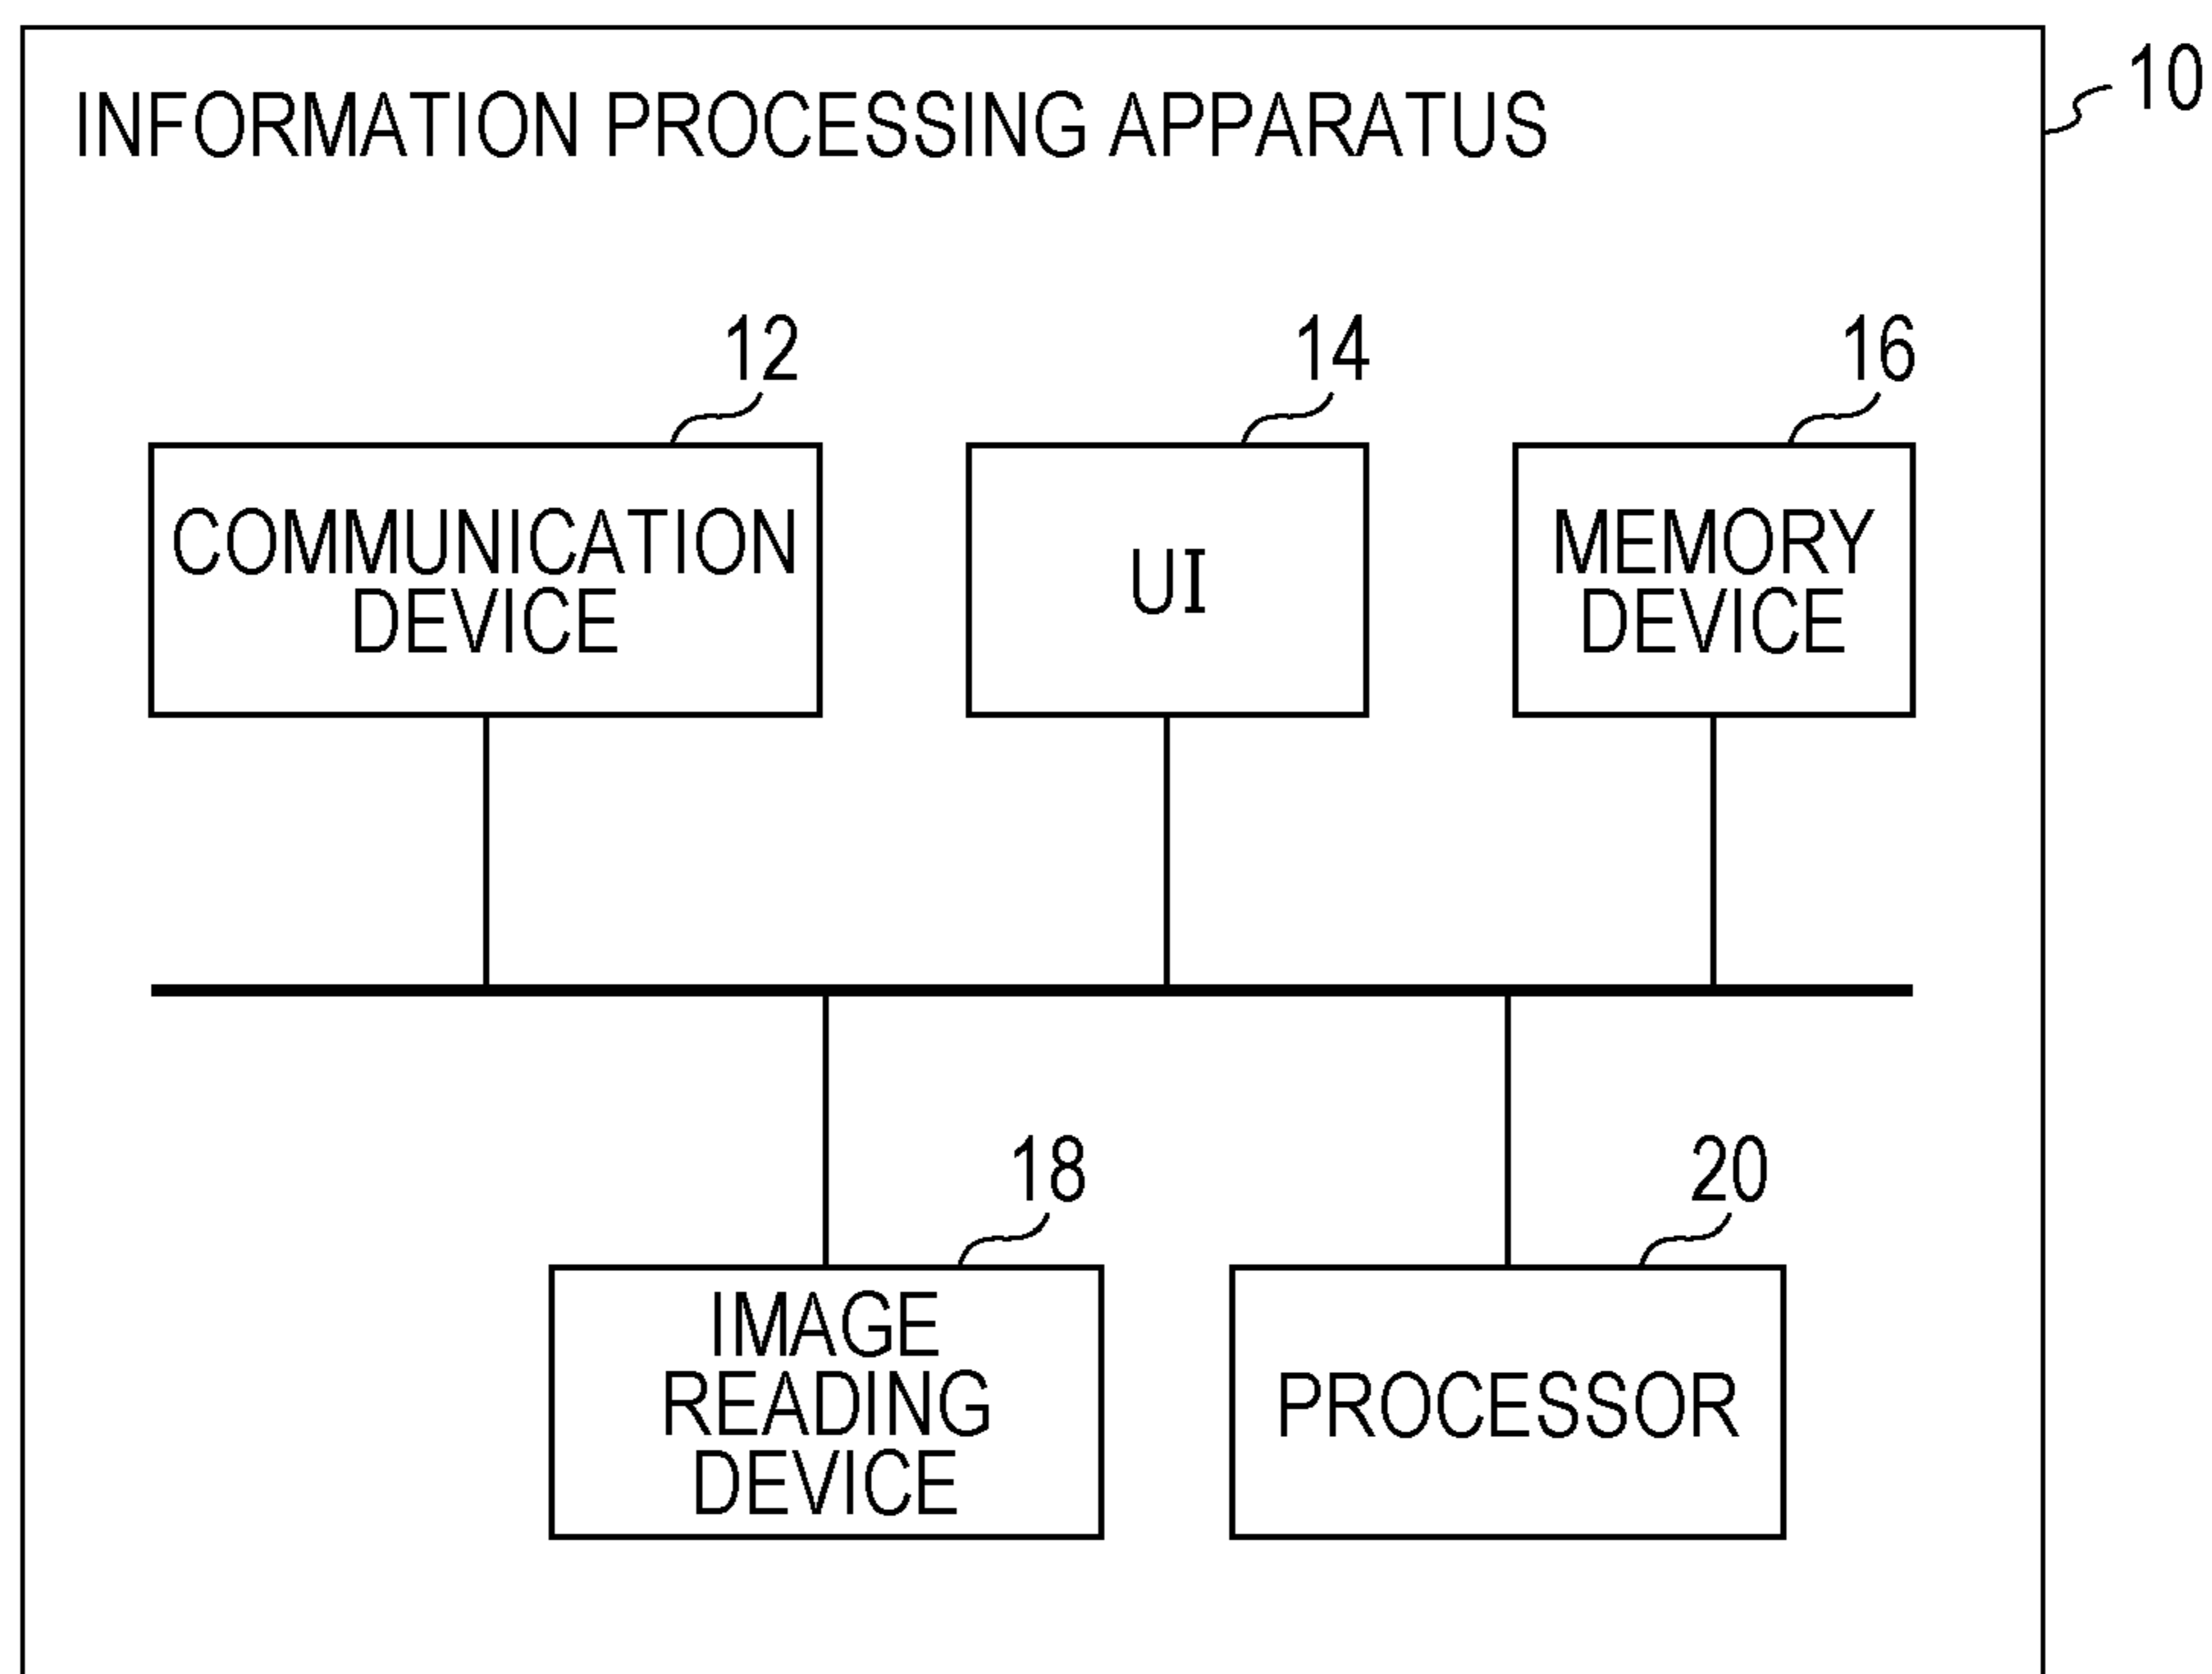 10
INFORMATION PROCESSING APPARATUS
12
14
16
COMMUNICATION
DEVICE
UI
MEMORY
DEVICE
18
20
IMAGE
READING
DEVICE
PROCESSOR